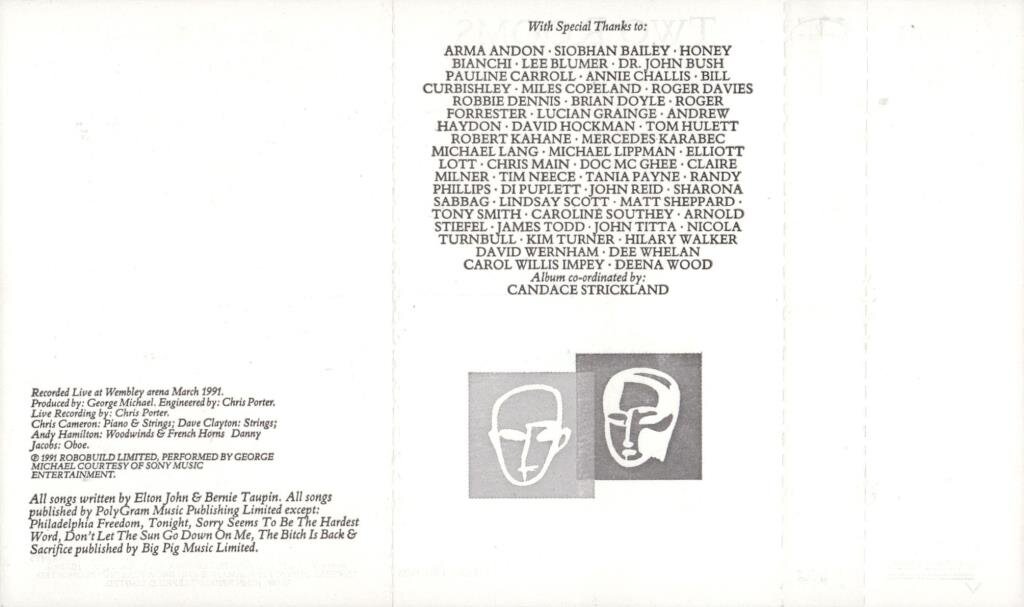 Recorded Live at Wembley arena March 1991.
Produced by: George Michael. Engineered by: Chris Porter.
Live Recording by: Chris Porter.
Chris Cameron: Piano & Strings; Dave Clayton: Strings;
Andy Hamilton: Woodwinds & French Horns Danny
Jacobs: Oboe.
℗ 1991 ROBOBUILD LIMITED, PERFORMED BY GEORGE
MICHAEL COURTESY OF SONY MUSIC
ENTERTAINMENT.
All songs written by Elton John & Bernie Taupin. All songs
published by PolyGram Music Publishing Limited except:
Philadelphia Freedom, Tonight, Sorry Seems To Be The Hardest
Word, Don't Let The Sun Go Down On Me, The Bitch Is Back &
Sacrifice published by Big Pig Music Limited.
With Special Thanks to:
ARMA ANDON · SIOBHAN BAILEY · HONEY
BIANCHI · LEE BLUMER · DR. JOHN BUSH
PAULINE CARROLL · ANNIE CHALLIS · BILL
CURBISHLEY · MILES COPELAND · ROGER DAVIES
ROBBIE DENNIS · BRIAN DOYLE · ROGER
FORRESTER · LUCIAN GRAINGE · ANDREW
HAYDON · DAVID HOCKMAN · TOM HULETT
ROBERT KAHANE · MERCEDES KARABEC
MICHAEL LANG · MICHAEL LIPPMAN · ELLIOTT
LOTT · CHRIS MAIN · DOC MC GHEE · CLAIRE
MILNER · TIM NEECE · TANIA PAYNE · RANDY
PHILLIPS · DI PUPLETT · JOHN REID · SHARONA
SABBAG · LINDSAY SCOTT · MATT SHEPPARD ·
TONY SMITH · CAROLINE SOUTHEY · ARNOLD
STIEFEL · JAMES TODD · JOHN TITTA · NICOLA
TURNBULL · KIM TURNER · HILARY WALKER
DAVID WERNHAM · DEE WHELAN
CAROL WILLIS IMPEY · DEENA WOOD
Album co-ordinated by:
CANDACE STRICKLAND